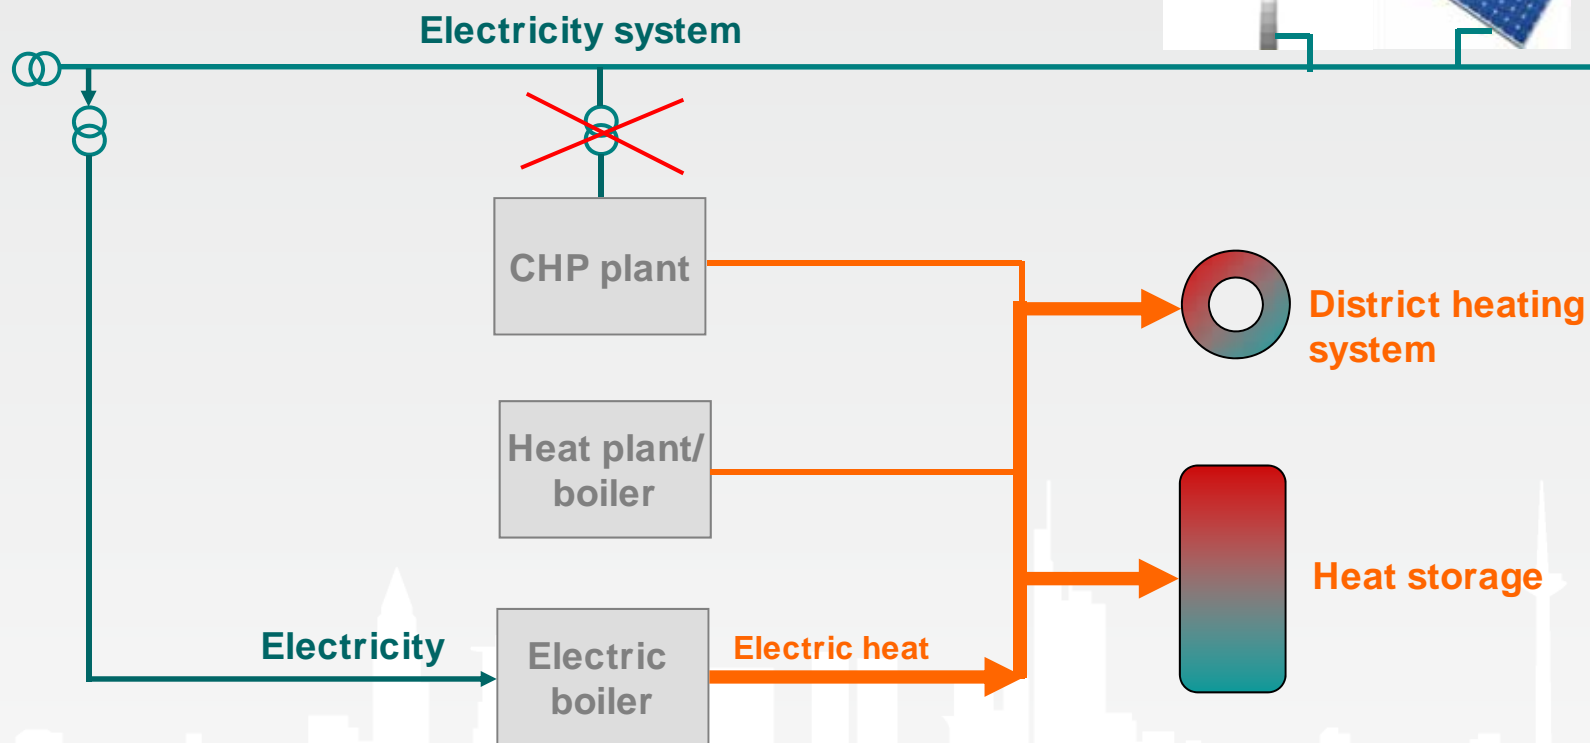 Electricity system
CHP plant
District heating
system
Heat plant/
boiler
Heat storage
Electricity
Electric heat
Electric
boiler